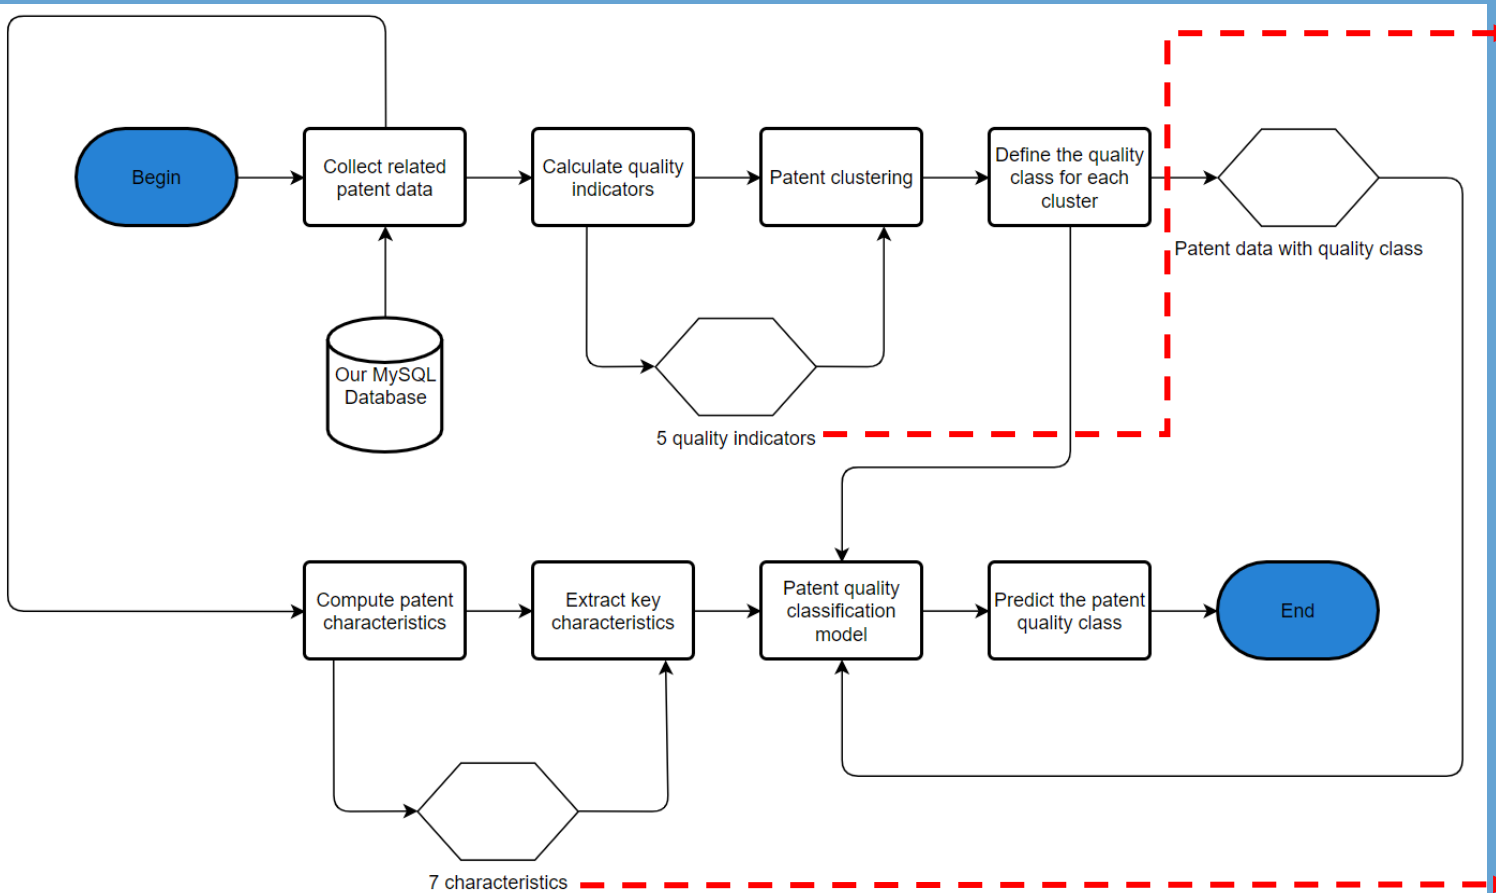 Begin
Collect related
patent data
Calculate quality
indicators
Patent clustering
Define the quality
class for each
cluster
Patent data with quality class
Our MySQL
Database
5 quality indicators
Compute patent
characteristics
Extract key
characteristics
Patent quality
classification
model
Predict the patent
quality class
End
7 characteristics